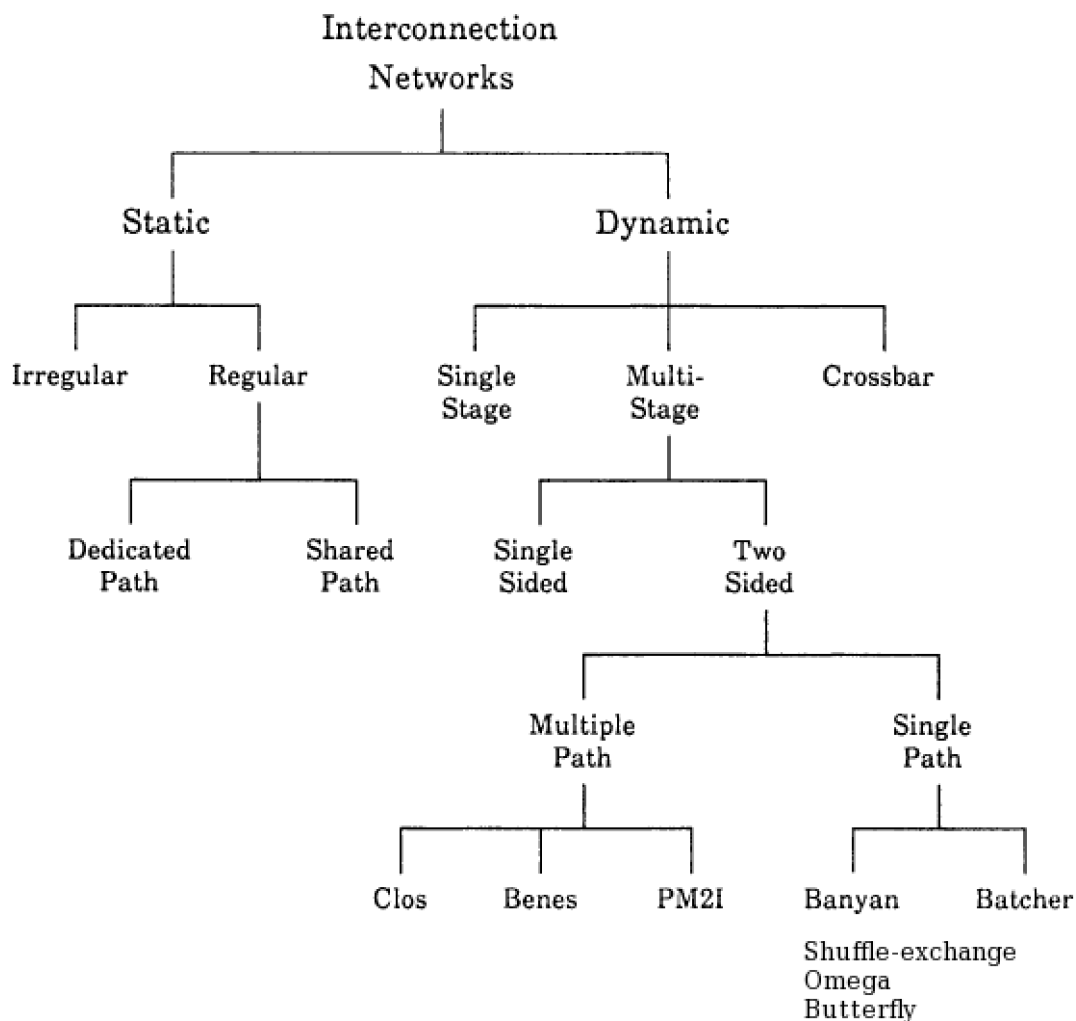 Interconnection
Networks
Static
Dynamic
Irregular
Regular
Single
Stage
Multi-
Stage
Crossbar
Dedicated
Path
Shared
Path
Single
Sided
Two
Sided
Multiple
Path
Single
Path
Clos
Benes
PM2I
Banyan
Batcher
Shuffle-exchange
Omega
Butterfly